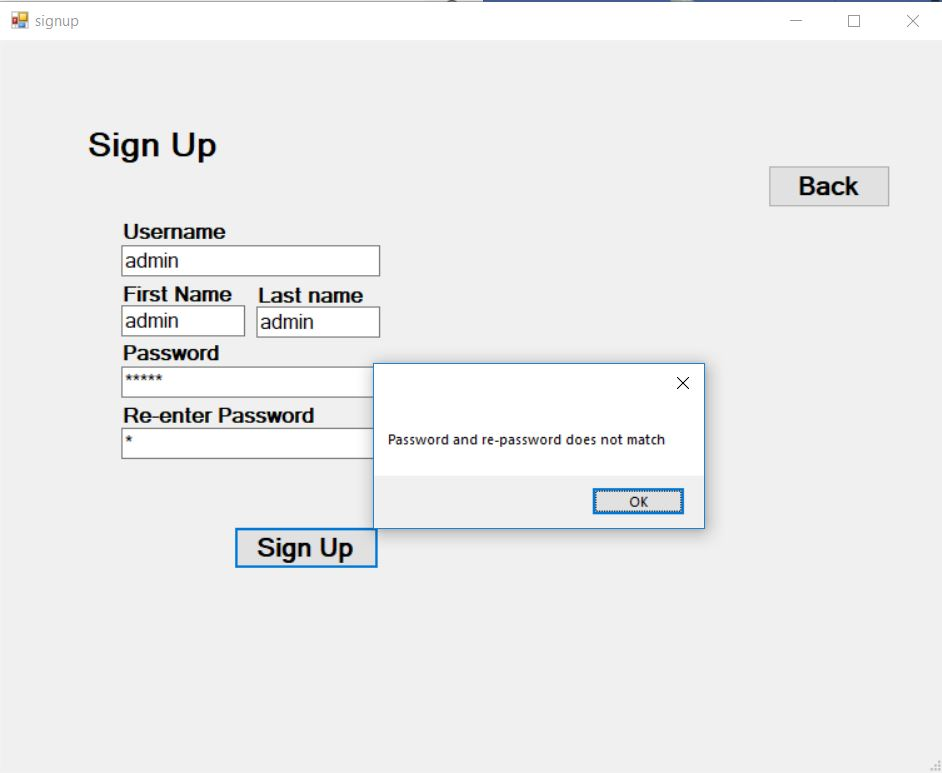 signup
Sign Up
Back
Username
admin
First Name Last name
admin admin
Password
*****
Re-enter Password
*
Password and re-password does not match
OK
Sign Up